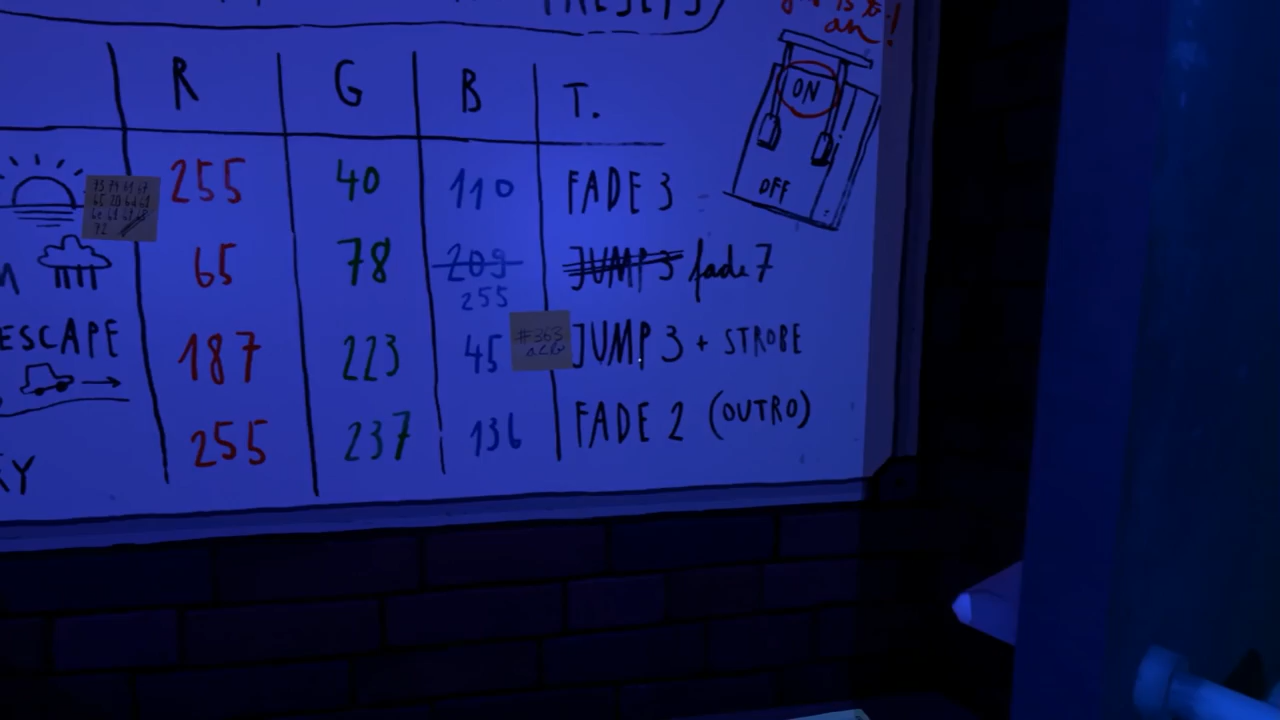 PRESETS
R G B T.
255 40 110 FADE 3
65 78 209 JUMP 3 fade 7
255
ESCAPE 187 223 45 JUMP 3 + STROBE
255 237 136 FADE 2 (OUTRO)
an!
ON
OFF